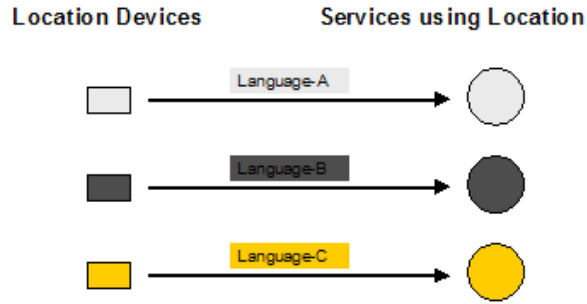 Location Devices
Services using Location
Language-A
Language-B
Language-C